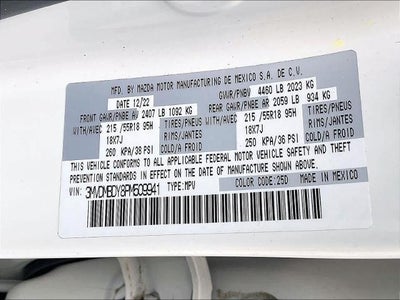 MFD. BY MAZDA MOTOR MANUFACTURING DE MEXICO S.A. DE C.V.
DATE 12/22 GVWR/PNBV 4460 LB 2023 KG
FRONT GAWR/PNBE AV 2407 LB 1092 KG REAR GAWR/PNBE AR 2059 LB 934 KG
WITH/AVEC 215 /55R18 95H TIRES/PNEUS WITH/AVEC 215 /55R18 95H TIRES/PNEUS
18X7J RIMS/JANTES 18X7J RIMS/JANTES
250 KPA/36 PSI COLD/A FROID 250 KPA/36 PSI COLD/A FROID
THIS VEHICLE CONFORMS TO ALL APPLICABLE FEDERAL MOTOR VEHICLE SAFETY AND THEFT
PREVENTION STANDARDS IN EFFECT ON THE DATE OF MANUFACTURE SHOWN ABOVE.
VIN: 3MVDMBDY8PM509941 TYPE:MPV COLOR CODE:25D MADE IN MEXICO